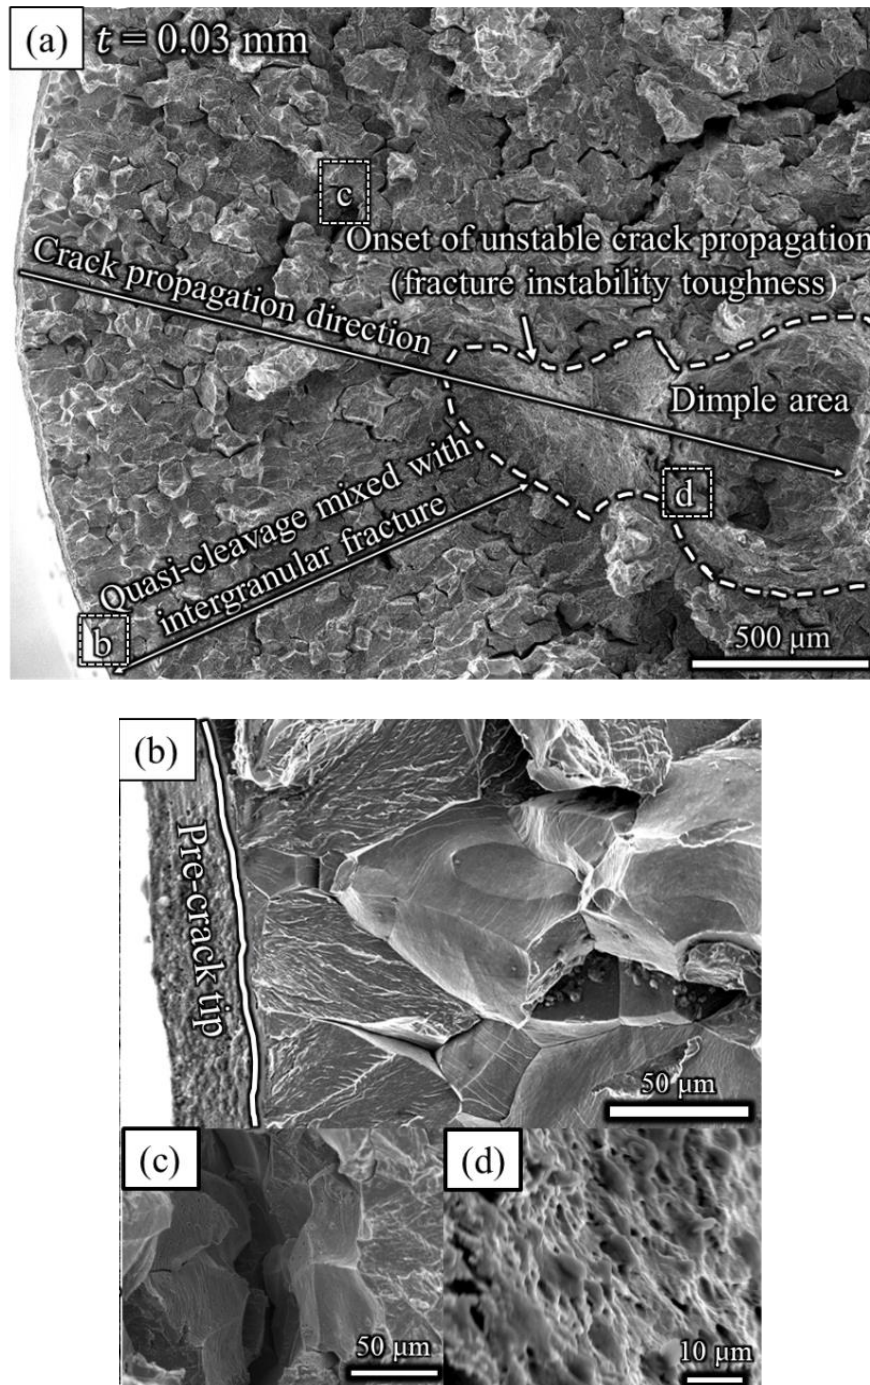 (a)
t = 0.03 mm
c
Onset of unstable crack propagation
(fracture instability toughness)
Crack propagation direction
Dimple area
d
Quasi-cleavage mixed with
intergranular fracture
b
500 µm
(b)
Pre-crack tip
50 µm
(c)
50 µm
(d)
10 µm